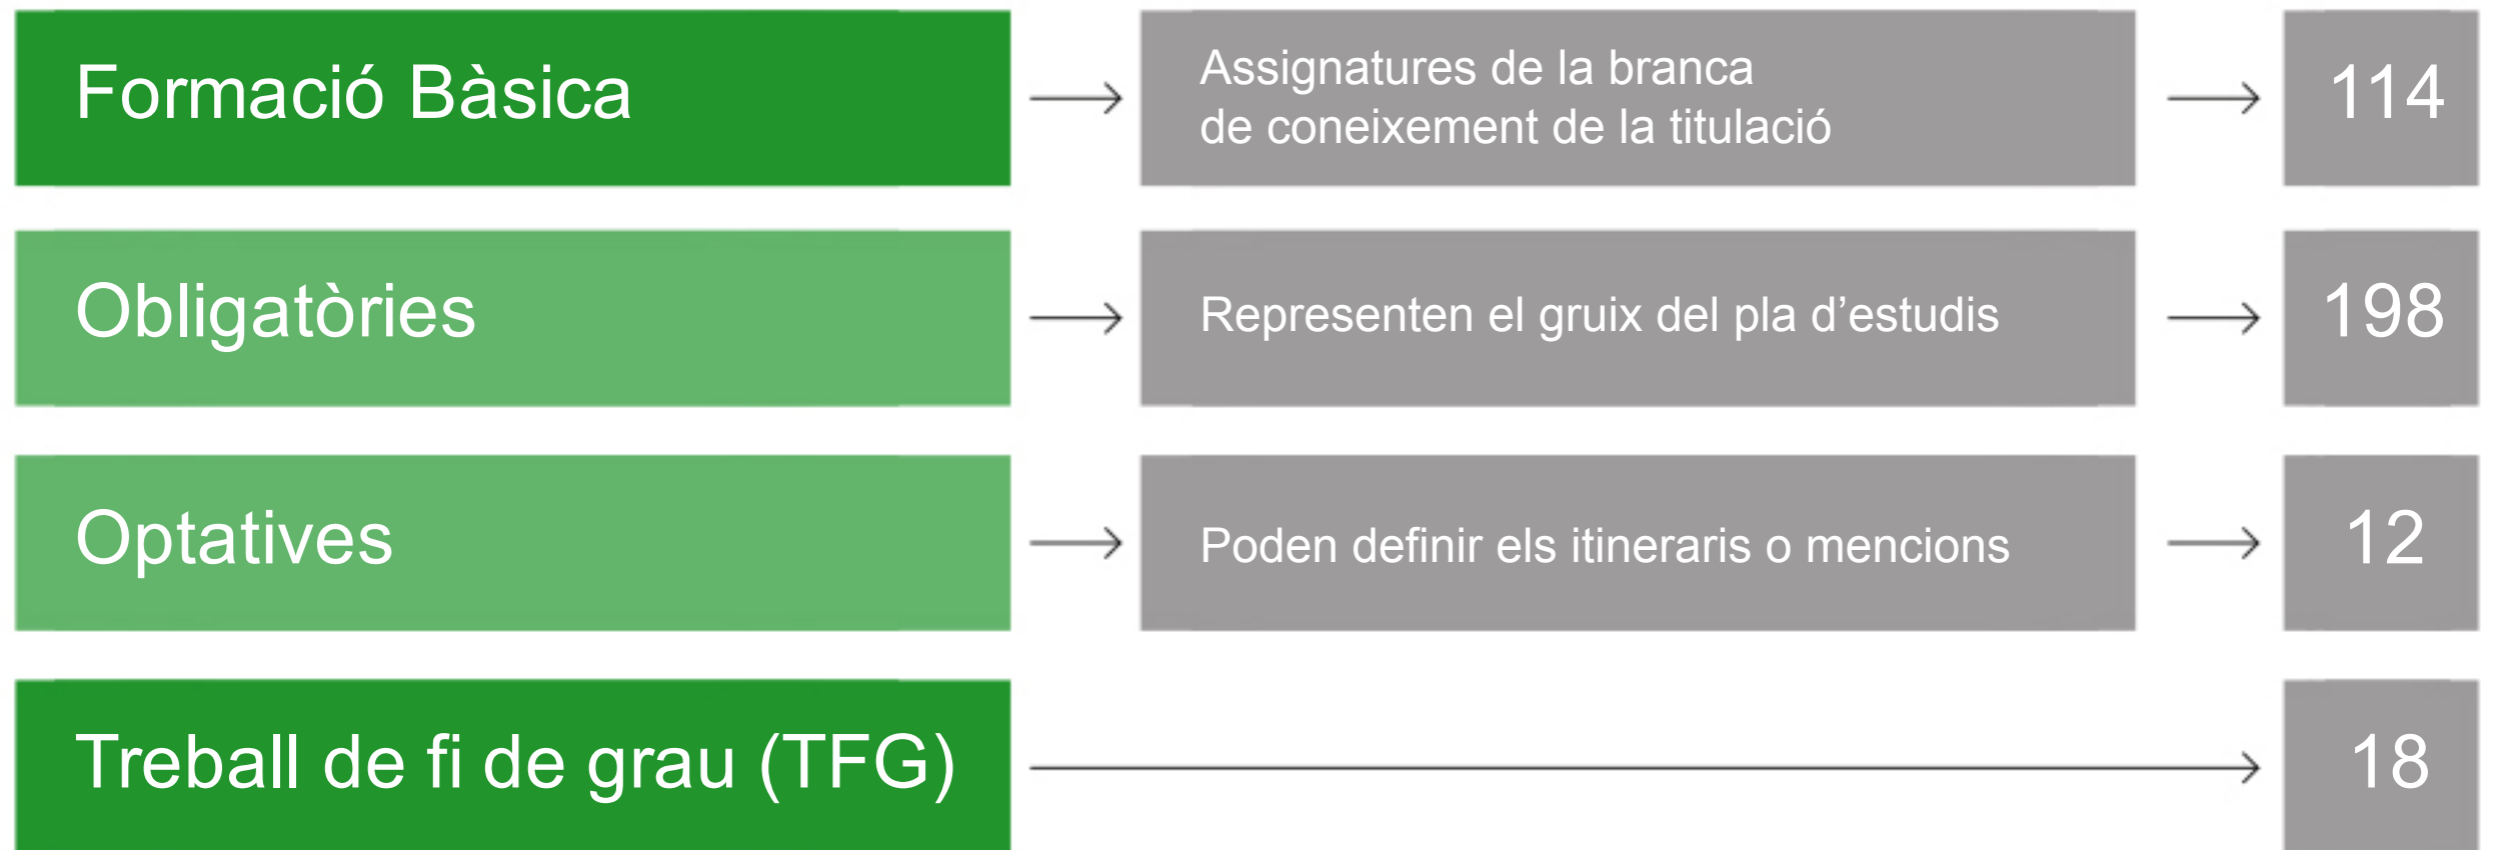 Formació Bàsica
Assignatures de la branca
de coneixement de la titulació
114
Obligatòries
Representen el gruix del pla d’estudis
198
Optatives
Poden definir els itineraris o mencions
12
Treball de fi de grau (TFG)
18